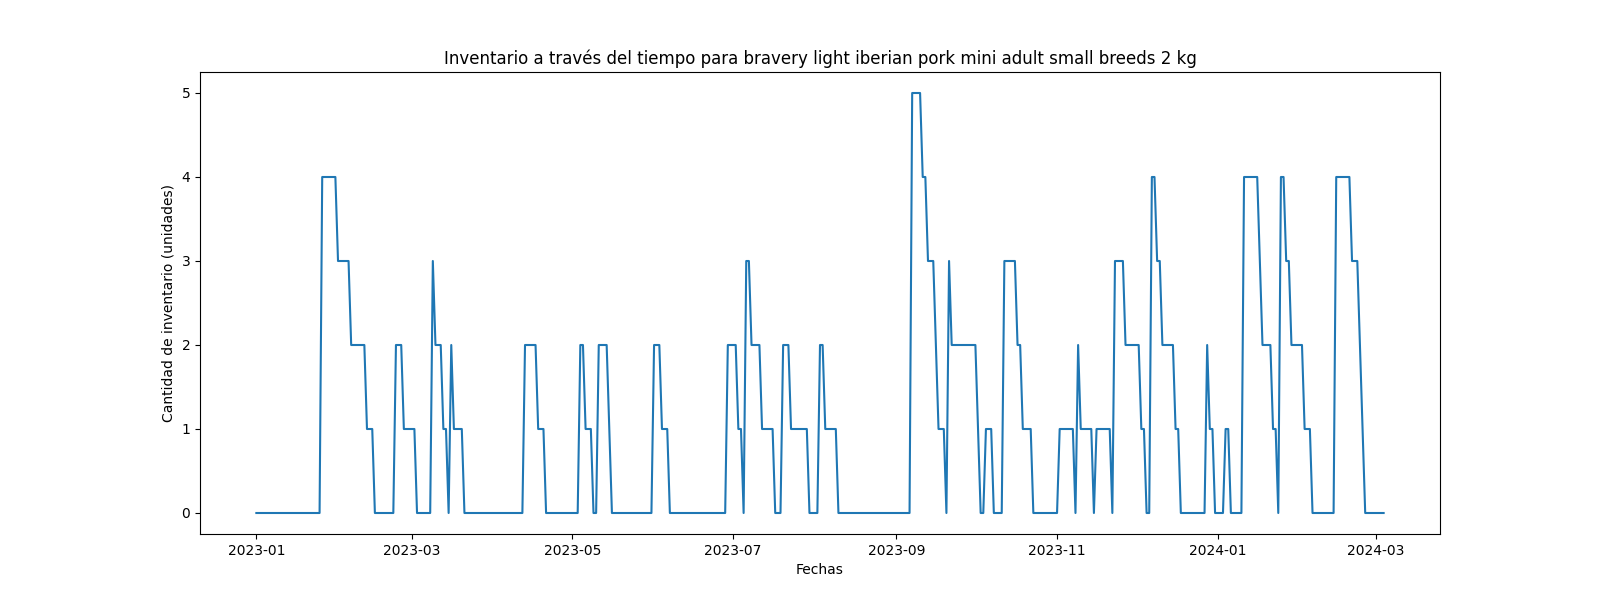 Inventario a través del tiempo para bravery light iberian pork mini adult small breeds 2 kg
Cantidad de inventario (unidades)
5
4
3
2
1
0
2023-01 2023-03 2023-05 2023-07 2023-09 2023-11 2024-01 2024-03
Fechas